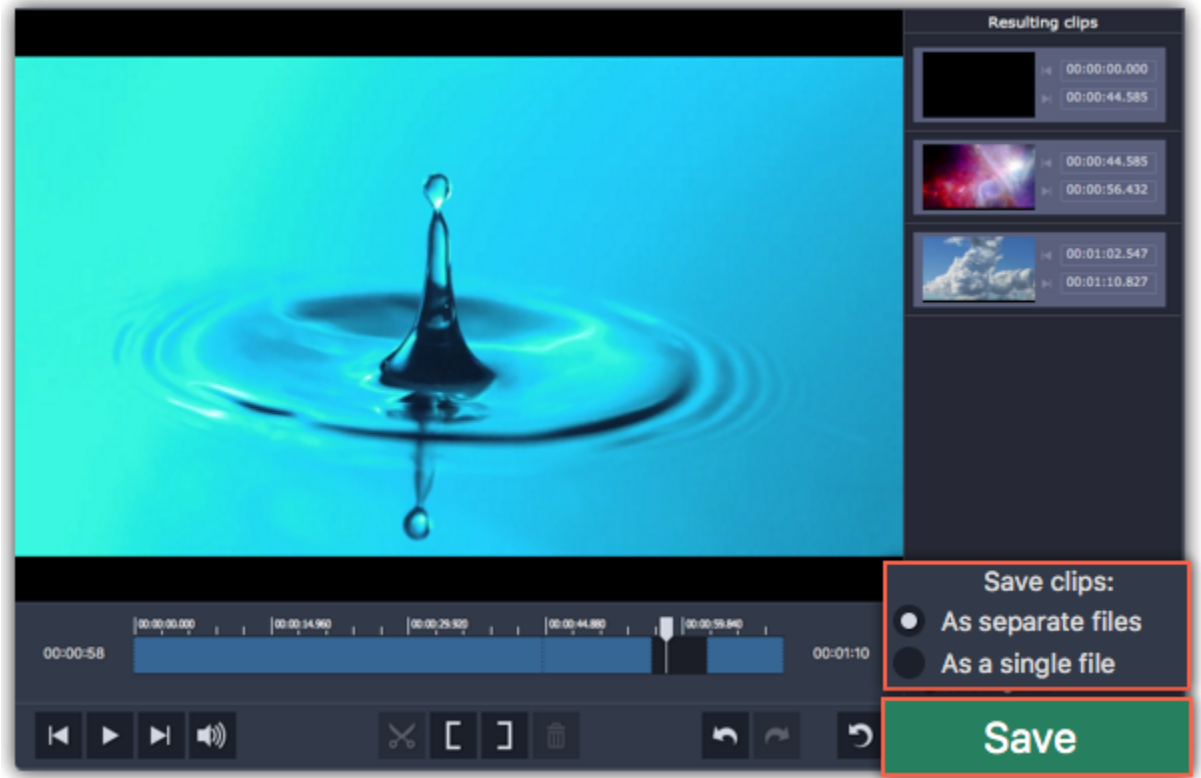 Resulting clips
00:00:00.000
00:00:44.585
00:00:44.585
00:00:56.432
00:01:02.547
00:01:10.827
Save clips:
As separate files
As a single file
00:00:00.000 00:00:14.960 00:00:29.920 00:00:44.880 00:00:59.840
00:00:58 00:01:10
Save